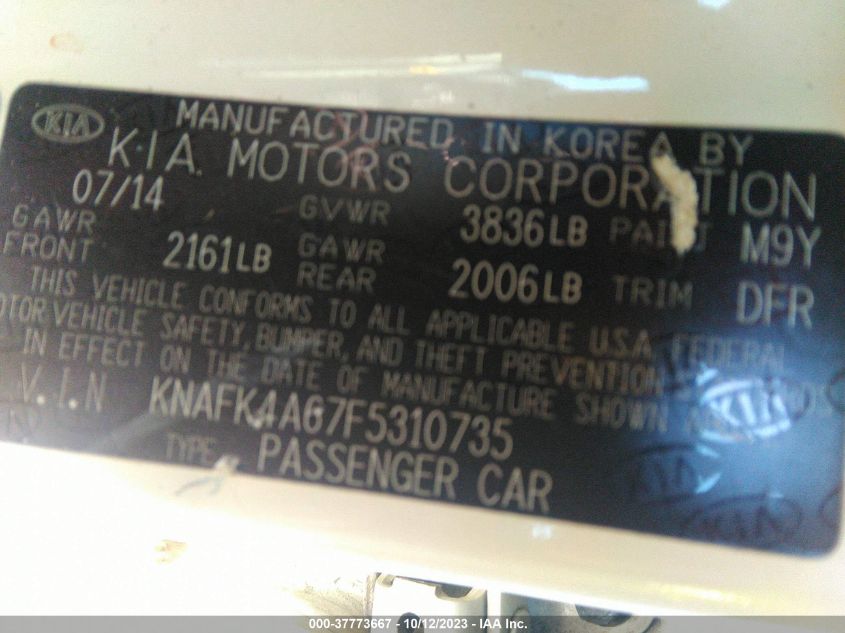 KIA MANUFACTURED IN KOREA BY
KIA MOTORS CORPORATION
07/14 GVWR 3836LB PAINT M9Y
GAWR FRONT 2161LB GAWR REAR 2006LB TRIM DFR
THIS VEHICLE CONFORMS TO ALL APPLICABLE U.S.A. FEDERAL
MOTOR VEHICLE SAFETY, BUMPER, AND THEFT PREVENTION
IN EFFECT ON THE DATE OF MANUFACTURE SHOWN
V.I.N KNAFK4A67F5310735
TYPE PASSENGER CAR
KIA
000-37773667 - 10/12/2023 - IAA Inc.